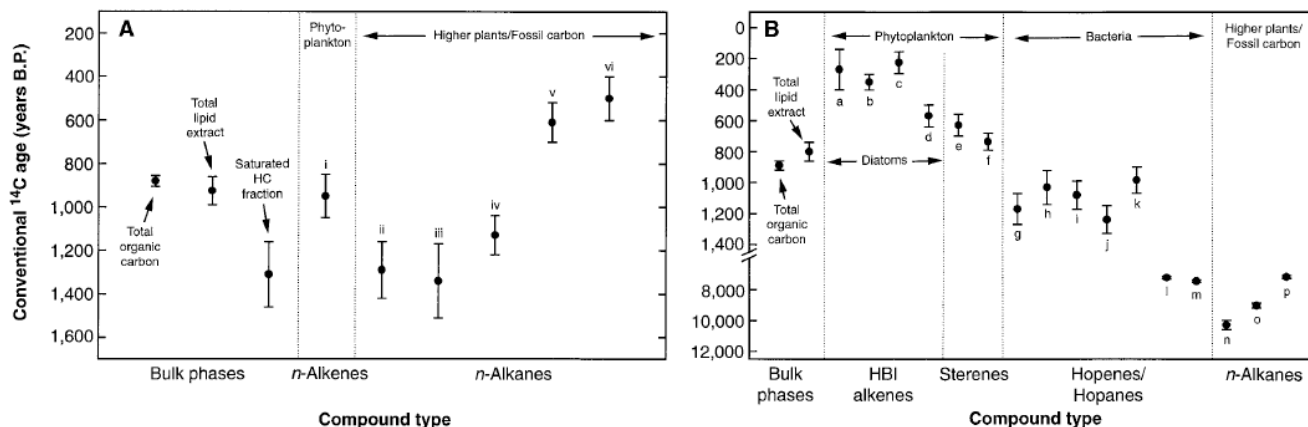 A
Phyto-
plankton
Higher plants/Fossil carbon
Conventional 14C age (years B.P.)
200
400
600
800
1,000
1,200
1,400
1,600
Total
lipid
extract
Saturated
HC
fraction
Total
organic
carbon
i
ii
iii
iv
v
vi
Bulk phases
n-Alkenes
n-Alkanes
Compound type
B
Phytoplankton
Bacteria
Higher plants/
Fossil carbon
0
200
400
600
800
1,000
1,200
1,400
8,000
10,000
12,000
Total
lipid
extract
Total
organic
carbon
Diatoms
a
b
c
d
e
f
g
h
i
j
k
l
m
n
o
p
Bulk
phases
HBI
alkenes
Sterenes
Hopenes/
Hopanes
n-Alkanes
Compound type